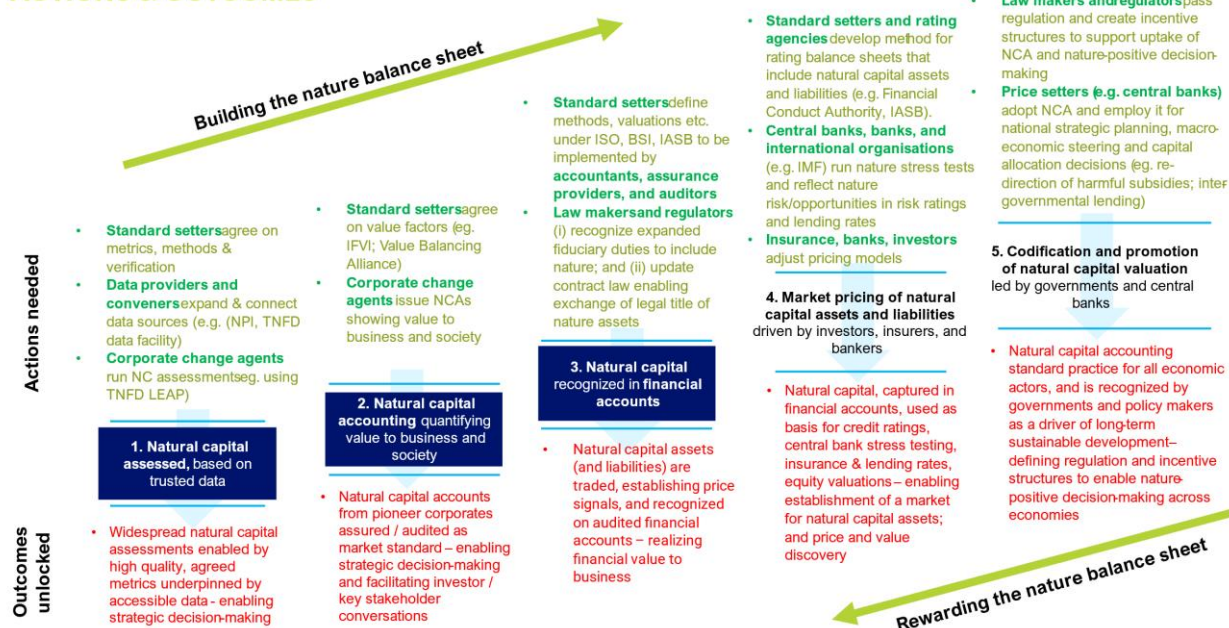 Building the nature balance sheet
Actions needed
Outcomes
unlocked
• Standard setters agree on
metrics, methods &
verification
• Data providers and
conveners expand & connect
data sources (e.g. (NPI, TNFD
data facility)
• Corporate change agents
run NC assessmentseg. using
TNFD LEAP)
1. Natural capital
assessed, based on
trusted data
• Widespread natural capital
assessments enabled by
high quality, agreed
metrics underpinned by
accessible data - enabling
strategic decision-making
• Standard setters agree
on value factors (eg.
IFVI; Value Balancing
Alliance)
• Corporate change
agents issue NCAs
showing value to
business and society
2. Natural capital
accounting quantifying
value to business and
society
• Natural capital accounts
from pioneer corporates
assured / audited as
market standard – enabling
strategic decision-making
and facilitating investor /
key stakeholder
conversations
• Standard setters define
methods, valuations etc.
under ISO, BSI, IASB to be
implemented by
accountants, assurance
providers, and auditors
• Law makersand regulators
(i) recognize expanded
fiduciary duties to include
nature; and (ii) update
contract law enabling
exchange of legal title of
nature assets
3. Natural capital
recognized in financial
accounts
• Natural capital assets
(and liabilities) are
traded, establishing price
signals, and recognized
on audited financial
accounts – realizing
financial value to
business
• Standard setters and rating
agencies develop method for
rating balance sheets that
include natural capital assets
and liabilities (e.g. Financial
Conduct Authority, IASB).
• Central banks, banks, and
international organisations
(e.g. IMF) run nature stress tests
and reflect nature
risk/opportunities in risk ratings
and lending rates
• Insurance, banks, investors
adjust pricing models
4. Market pricing of natural
capital assets and liabilities
driven by investors, insurers, and
bankers
• Natural capital, captured in
financial accounts, used as
basis for credit ratings,
central bank stress testing,
insurance & lending rates,
equity valuations – enabling
establishment of a market
for natural capital assets;
and price and value
discovery
• Law makers andregulators pass
regulation and create incentive
structures to support uptake of
NCA and nature-positive decision-
making
• Price setters (e.g. central banks)
adopt NCA and employ it for
national strategic planning, macro-
economic steering and capital
allocation decisions (eg. re-
direction of harmful subsidies; inter-
governmental lending)
5. Codification and promotion
of natural capital valuation
led by governments and central
banks
• Natural capital accounting
standard practice for all economic
actors, and is recognized by
governments and policy makers
as a driver of long-term
sustainable development–
defining regulation and incentive
structures to enable nature-
positive decision-making across
economies
Rewarding the nature balance sheet